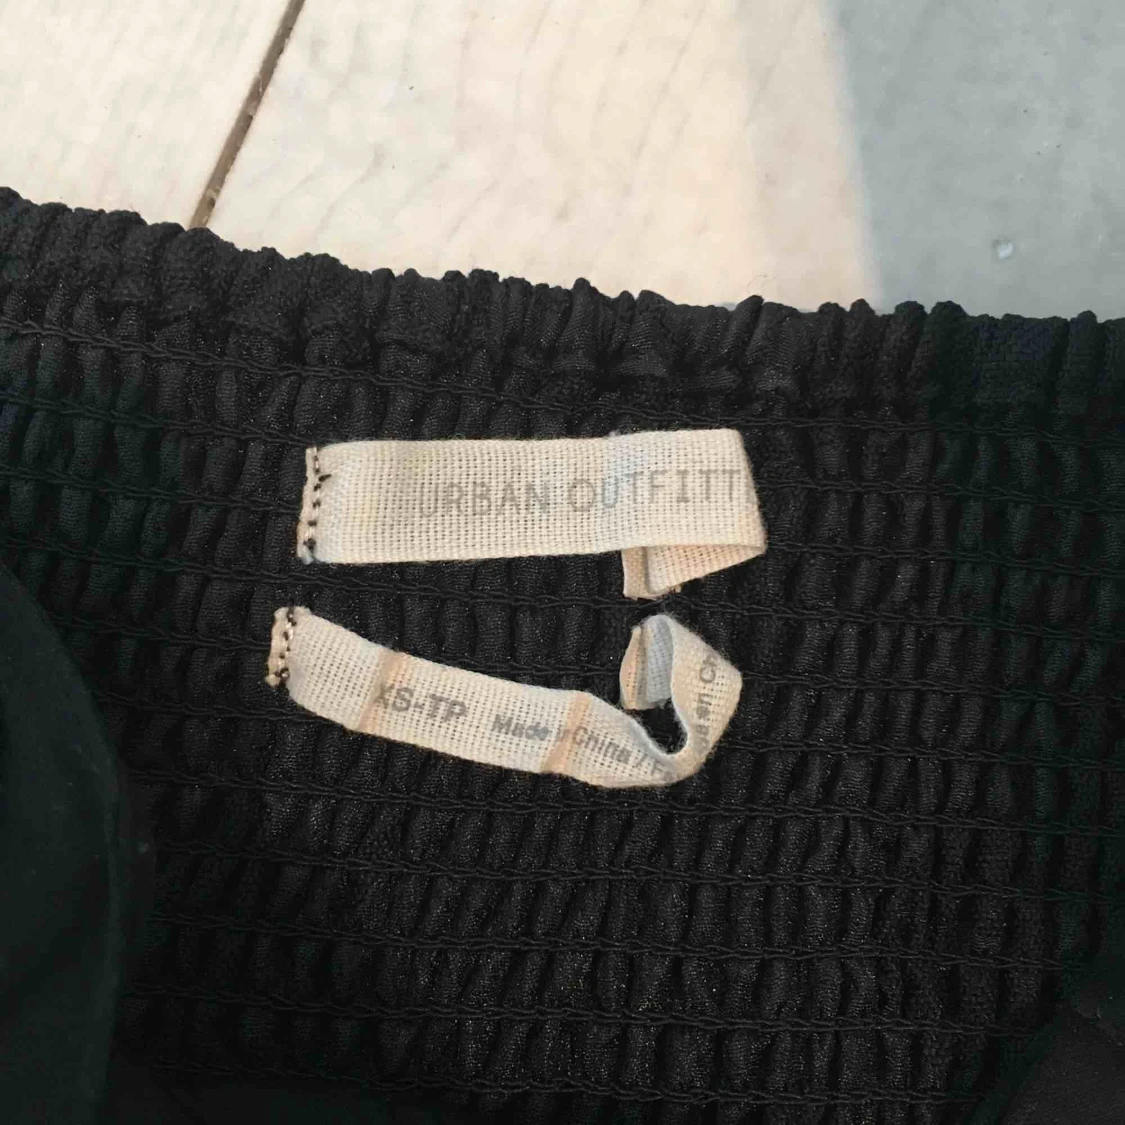 URBAN OUTFITT
XS-TP Made in China / F